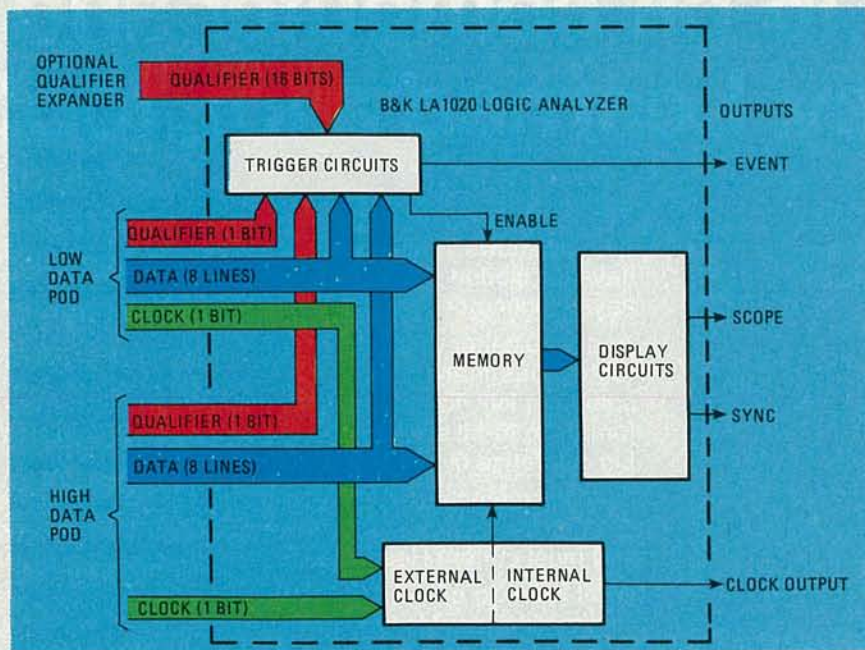 OPTIONAL
QUALIFIER
EXPANDER
QUALIFIER (16 BITS)
B&K LA1020 LOGIC ANALYZER
OUTPUTS
TRIGGER CIRCUITS
EVENT
ENABLE
LOW
DATA
POD
QUALIFIER (1 BIT)
DATA (8 LINES)
CLOCK (1 BIT)
MEMORY
DISPLAY
CIRCUITS
SCOPE
SYNC
HIGH
DATA
POD
QUALIFIER (1 BIT)
DATA (8 LINES)
CLOCK (1 BIT)
EXTERNAL
CLOCK
INTERNAL
CLOCK
CLOCK OUTPUT